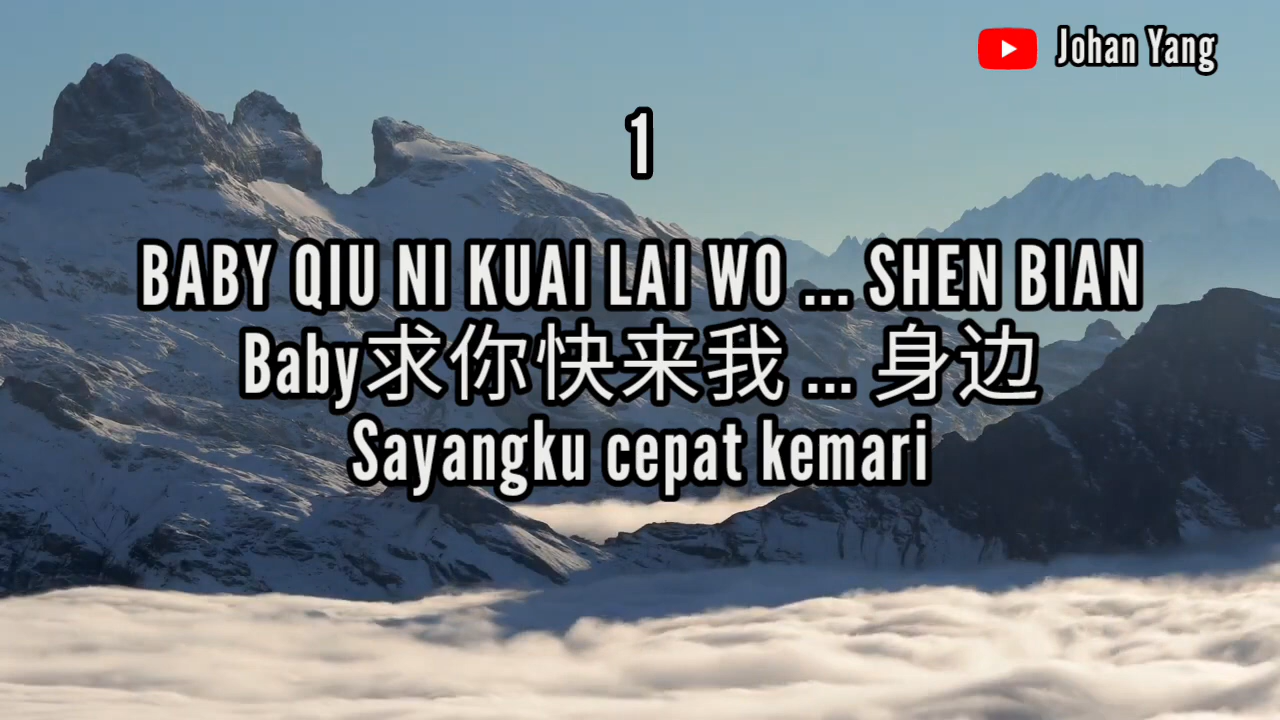 Johan Yang
1
BABY QIU NI KUAI LAI WO ... SHEN BIAN
Baby求你快来我 ... 身边
Sayangku cepat kemari